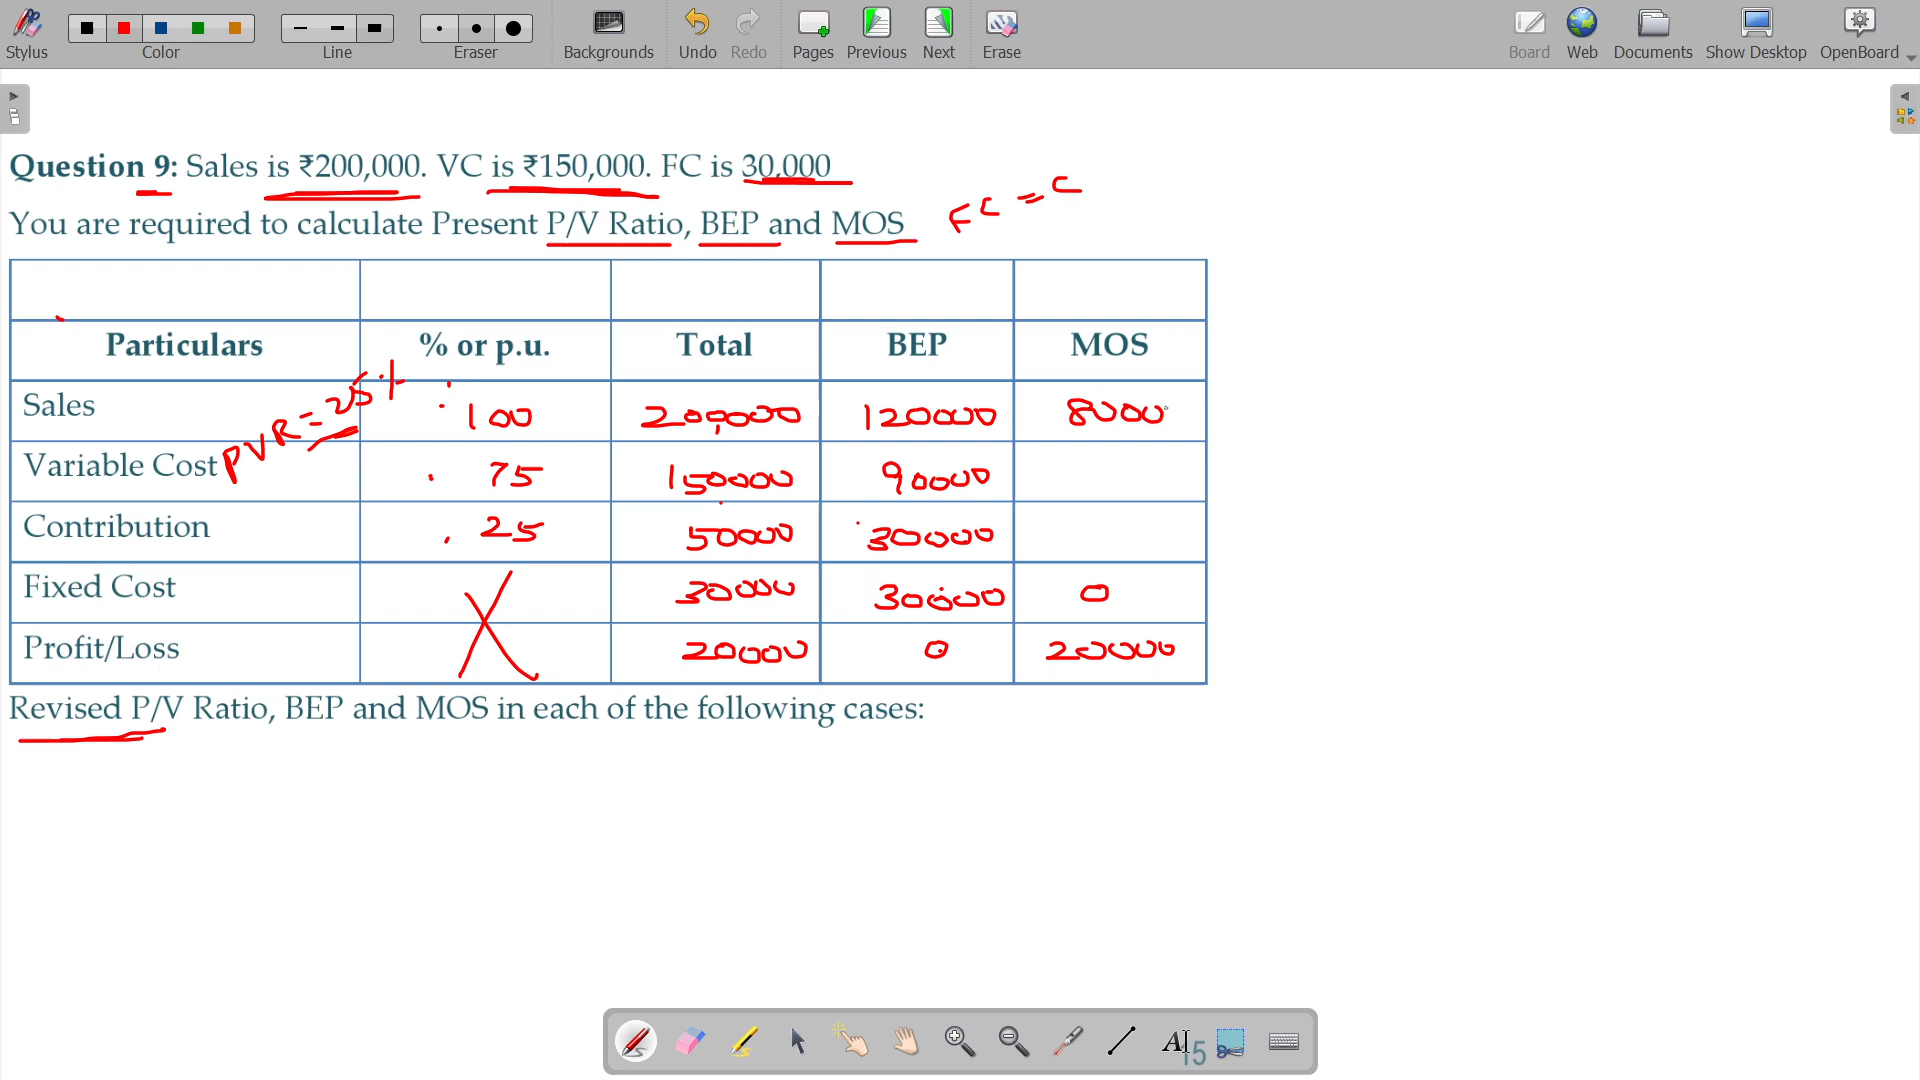 Stylus Color Line Eraser Backgrounds Undo Redo Pages Previous Next Erase Board Web Documents Show Desktop OpenBoard
Question 9: Sales is ₹200,000. VC is ₹150,000. FC is 30,000
FC = C
You are required to calculate Present P/V Ratio, BEP and MOS
Particulars % or p.u. Total BEP MOS
PVR = 25%
Sales 100 200000 120000 8000
Variable Cost 75 150000 90000
Contribution 25 50000 30000
Fixed Cost 30000 30000 0
Profit/Loss 20000 0 20000
Revised P/V Ratio, BEP and MOS in each of the following cases:
15